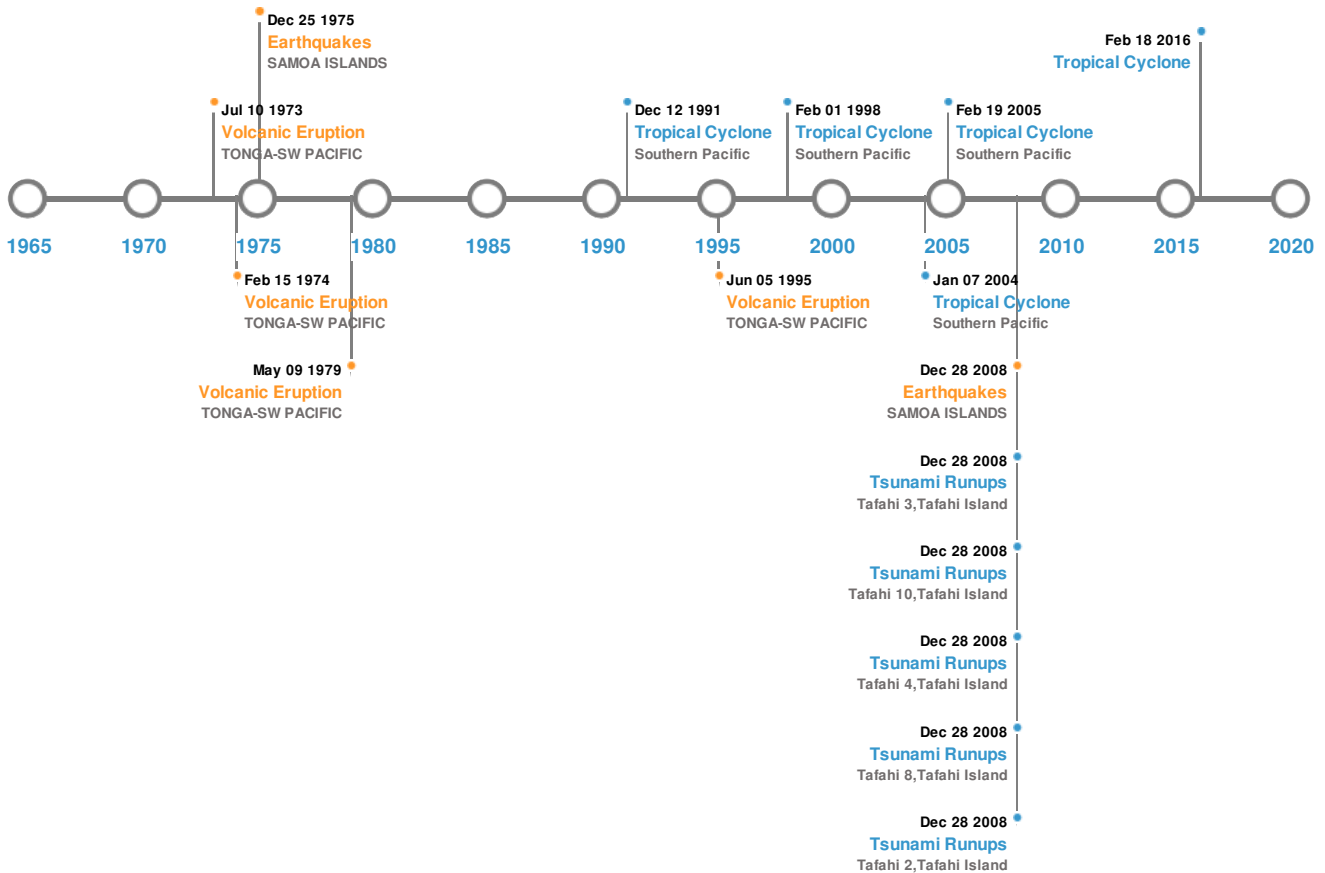 Dec 25 1975
Earthquakes
SAMOA ISLANDS
Feb 18 2016
Tropical Cyclone
Jul 10 1973
Volcanic Eruption
TONGA-SW PACIFIC
Dec 12 1991
Tropical Cyclone
Southern Pacific
Feb 01 1998
Tropical Cyclone
Southern Pacific
Feb 19 2005
Tropical Cyclone
Southern Pacific
1965 1970 1975 1980 1985 1990 1995 2000 2005 2010 2015 2020
Feb 15 1974
Volcanic Eruption
TONGA-SW PACIFIC
Jun 05 1995
Volcanic Eruption
TONGA-SW PACIFIC
Jan 07 2004
Tropical Cyclone
Southern Pacific
May 09 1979
Volcanic Eruption
TONGA-SW PACIFIC
Dec 28 2008
Earthquakes
SAMOA ISLANDS
Dec 28 2008
Tsunami Runups
Tafahi 3,Tafahi Island
Dec 28 2008
Tsunami Runups
Tafahi 10,Tafahi Island
Dec 28 2008
Tsunami Runups
Tafahi 4,Tafahi Island
Dec 28 2008
Tsunami Runups
Tafahi 8,Tafahi Island
Dec 28 2008
Tsunami Runups
Tafahi 2,Tafahi Island